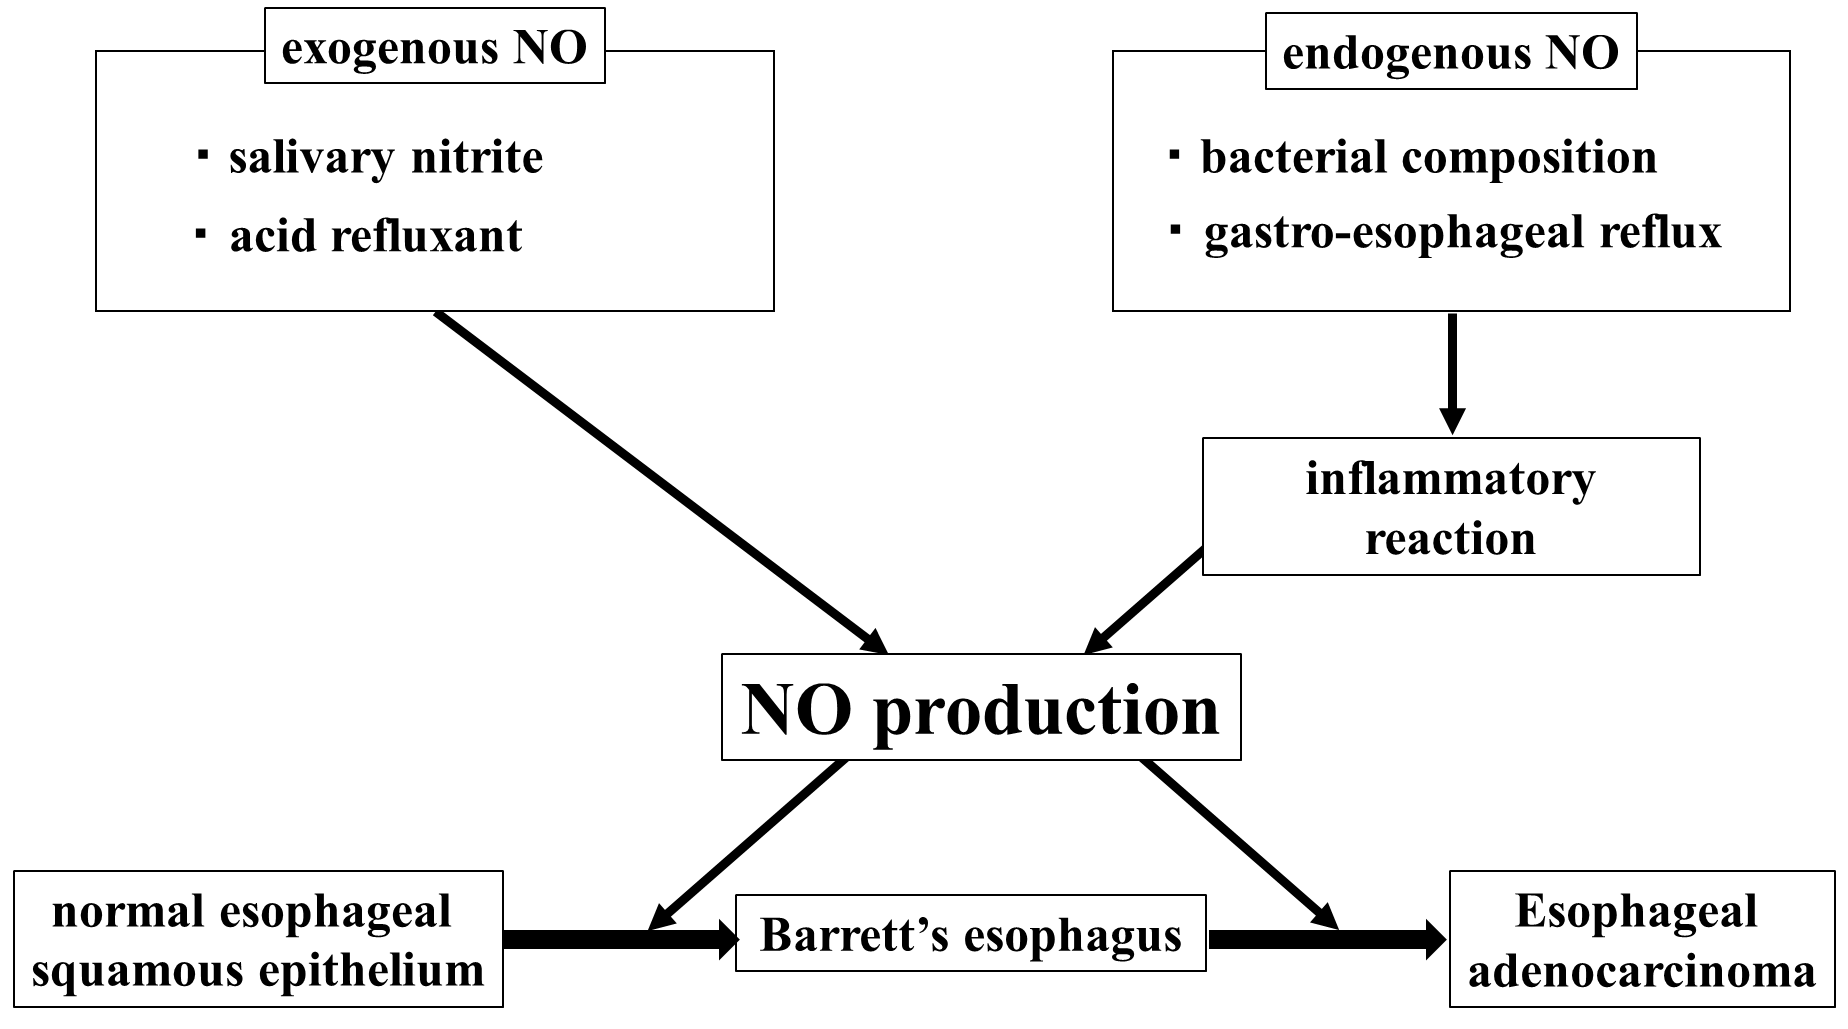 exogenous NO
・salivary nitrite
・acid refluxant
endogenous NO
・bacterial composition
・gastro-esophageal reflux
inflammatory
reaction
NO production
normal esophageal
squamous epithelium
Barrett’s esophagus
Esophageal
adenocarcinoma